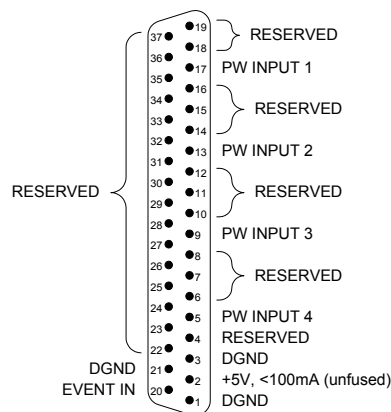 19
37
RESERVED
18
36
17 PW INPUT 1
35
16
34
15 RESERVED
33
14
32
13 PW INPUT 2
31
12
30
RESERVED
11 RESERVED
29
10
28
9 PW INPUT 3
27
8
26
7 RESERVED
25
6
24
5 PW INPUT 4
23
4 RESERVED
22
3 DGND
DGND 21
2 +5V, <100mA (unfused)
EVENT IN 20
1 DGND